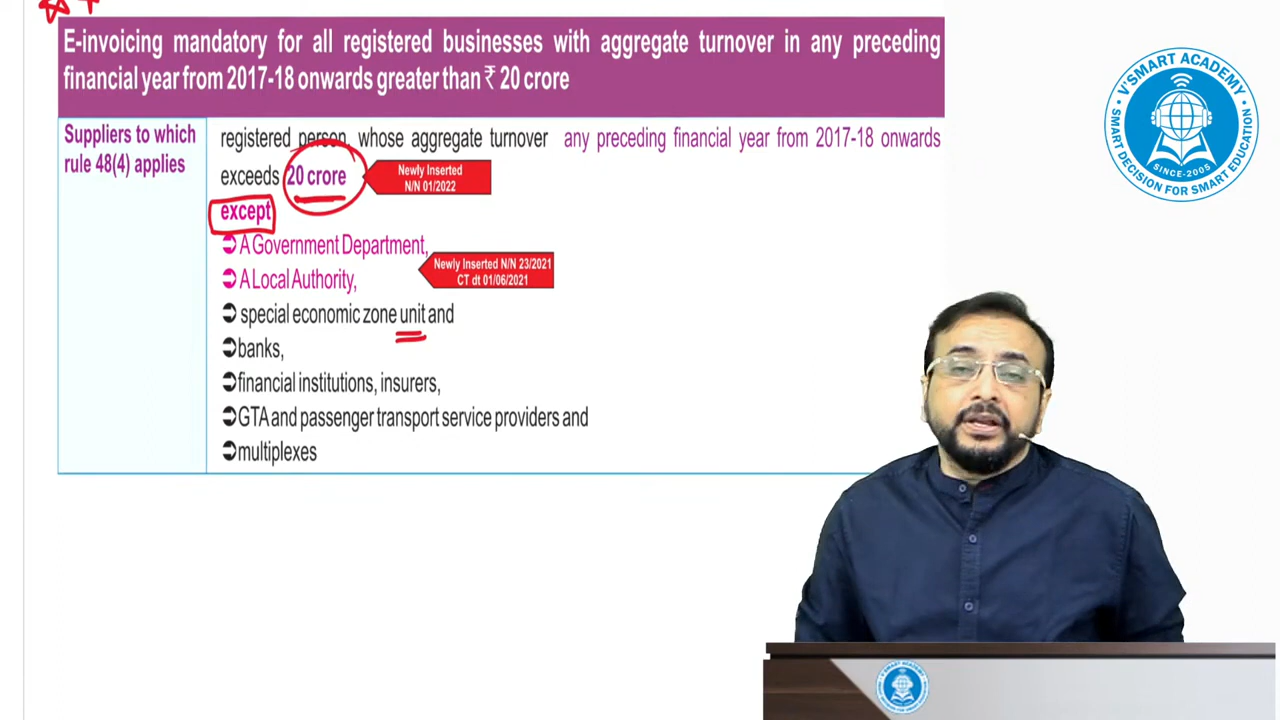 E-invoicing mandatory for all registered businesses with aggregate turnover in any preceding
financial year from 2017-18 onwards greater than ₹ 20 crore
Suppliers to which
rule 48(4) applies
registered person, whose aggregate turnover any preceding financial year from 2017-18 onwards
exceeds 20 crore
Newly Inserted
N/N 01/2022
except
➲ A Government Department,
➲ A Local Authority,
Newly Inserted N/N 23/2021
CT dt 01/06/2021
➲ special economic zone unit and
➲banks,
➲financial institutions, insurers,
➲GTA and passenger transport service providers and
➲multiplexes
V'SMART ACADEMY
SINCE-2005
SMART DECISION FOR SMART EDUCATION